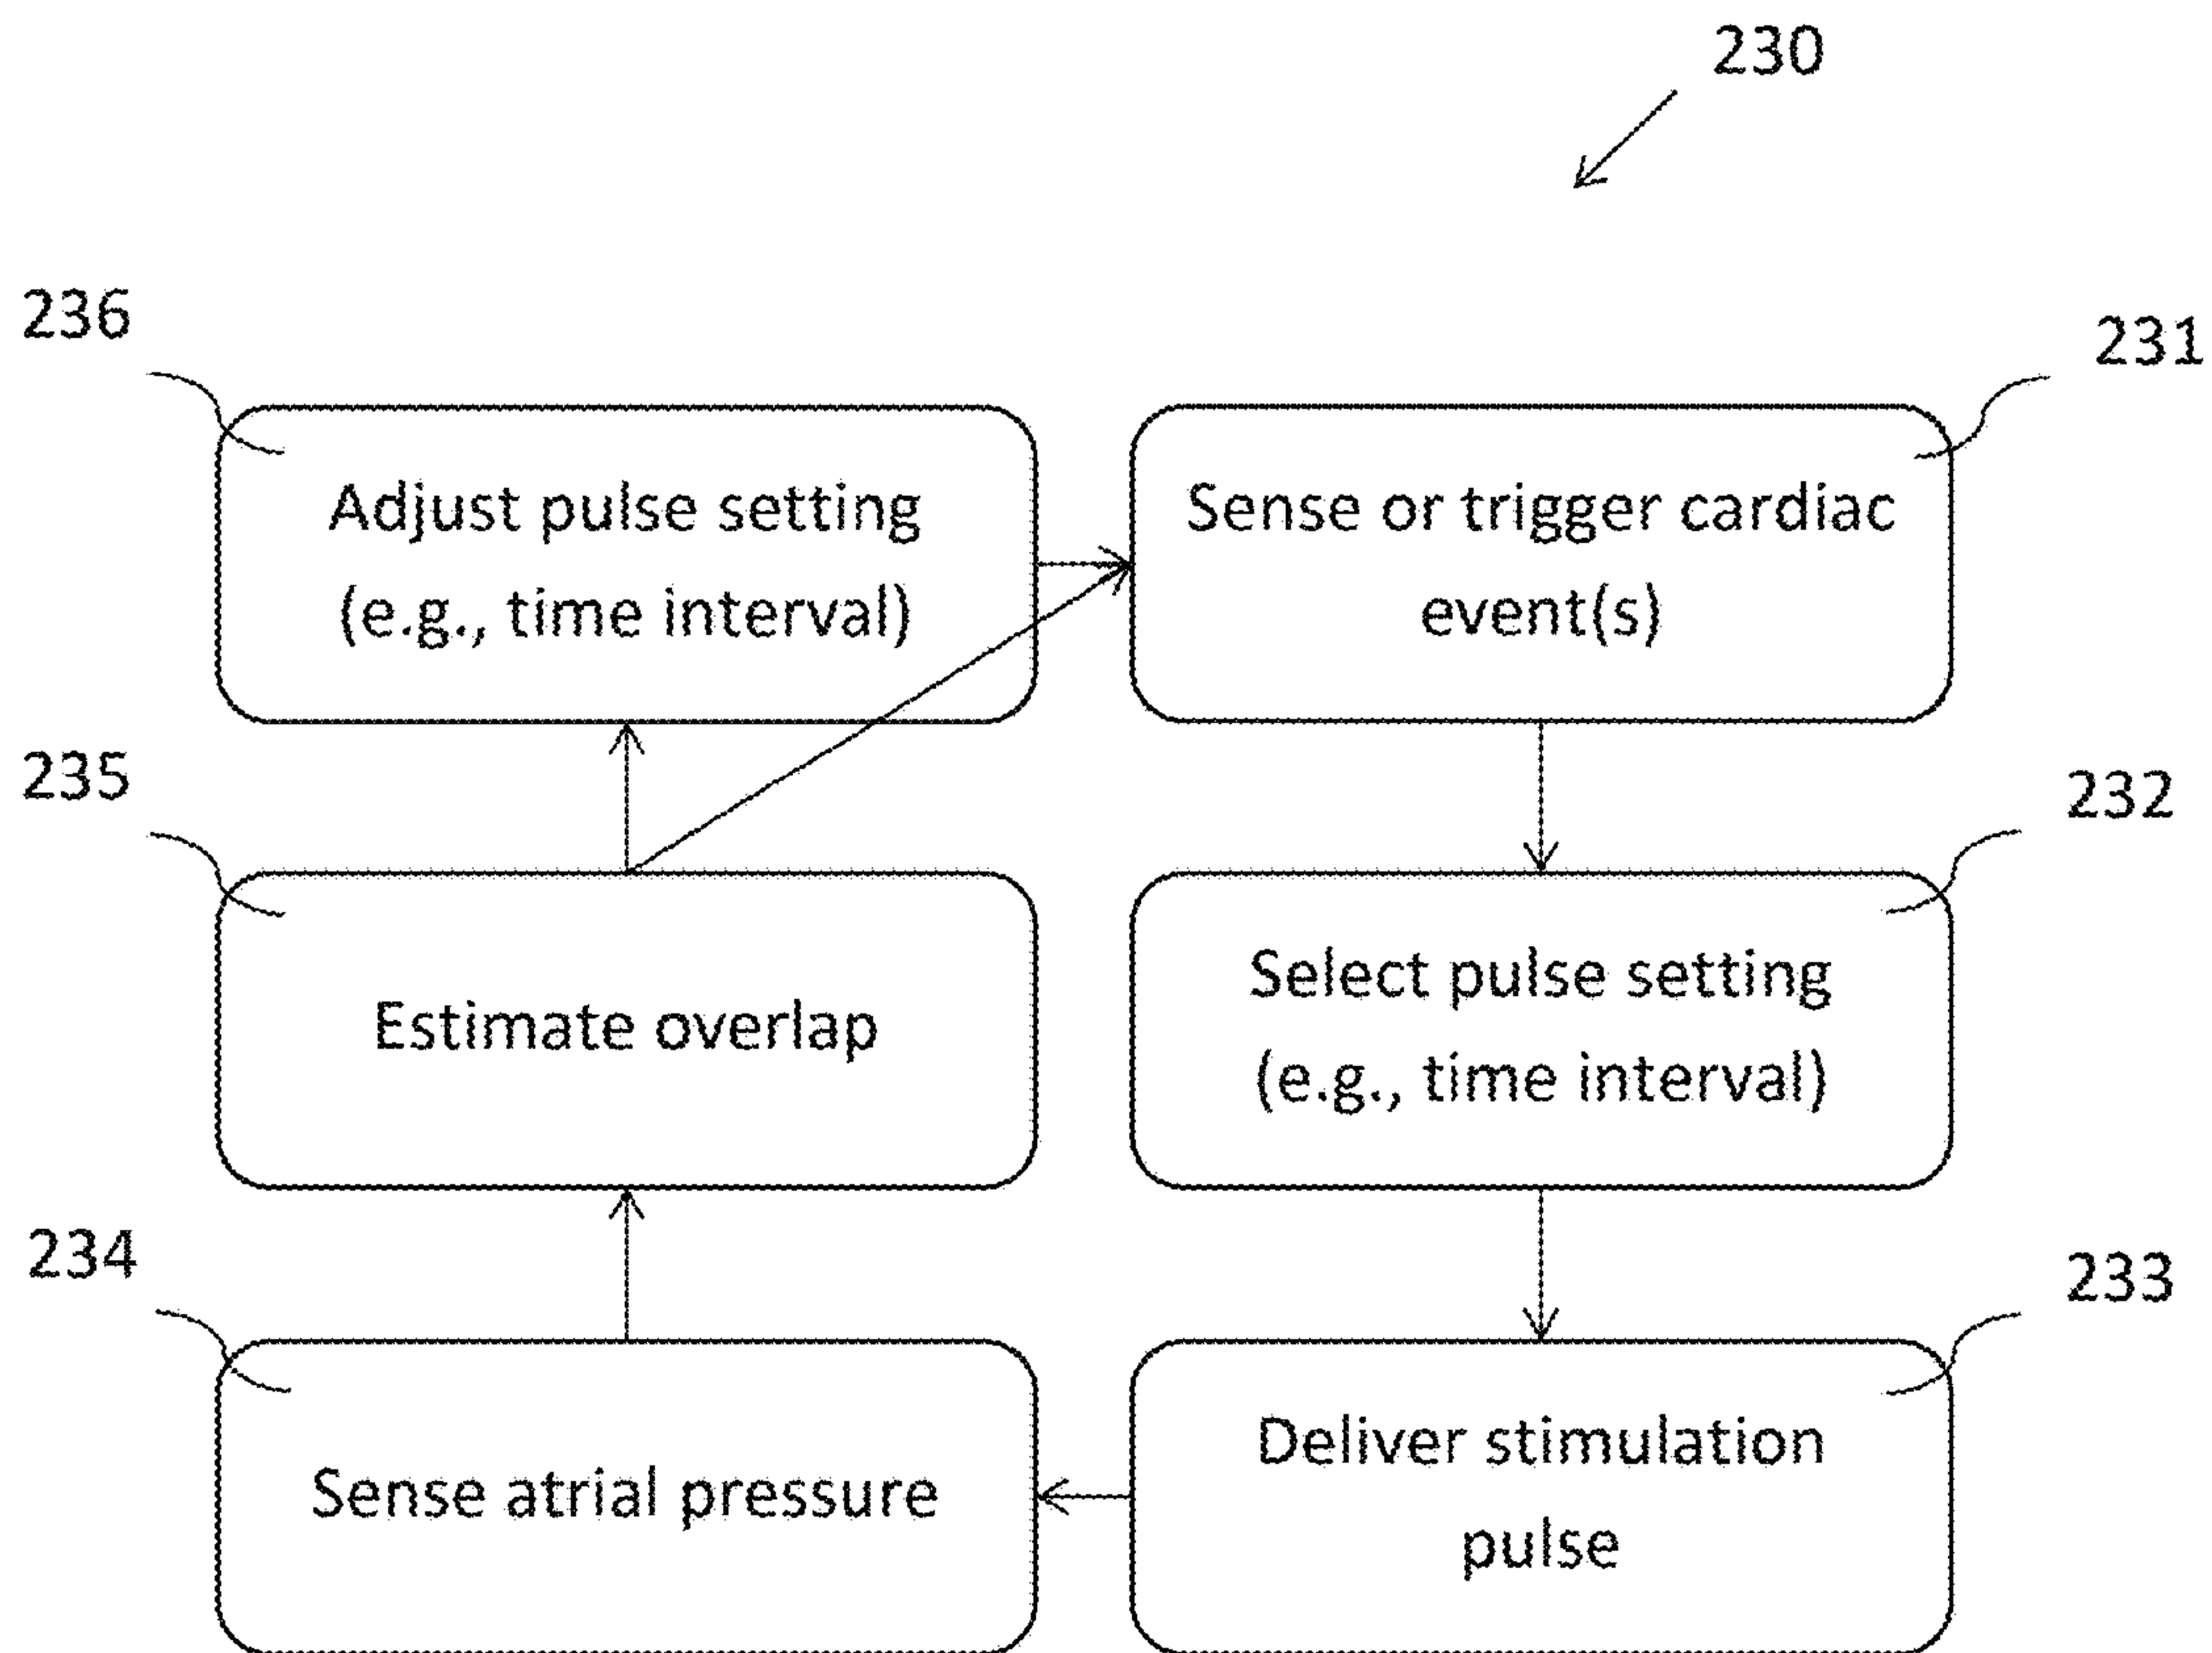 230
236
231
Adjust pulse setting
(e.g., time interval)
Sense or trigger cardiac
event(s)
235
232
Estimate overlap
Select pulse setting
(e.g., time interval)
234
233
Sense atrial pressure
Deliver stimulation
pulse